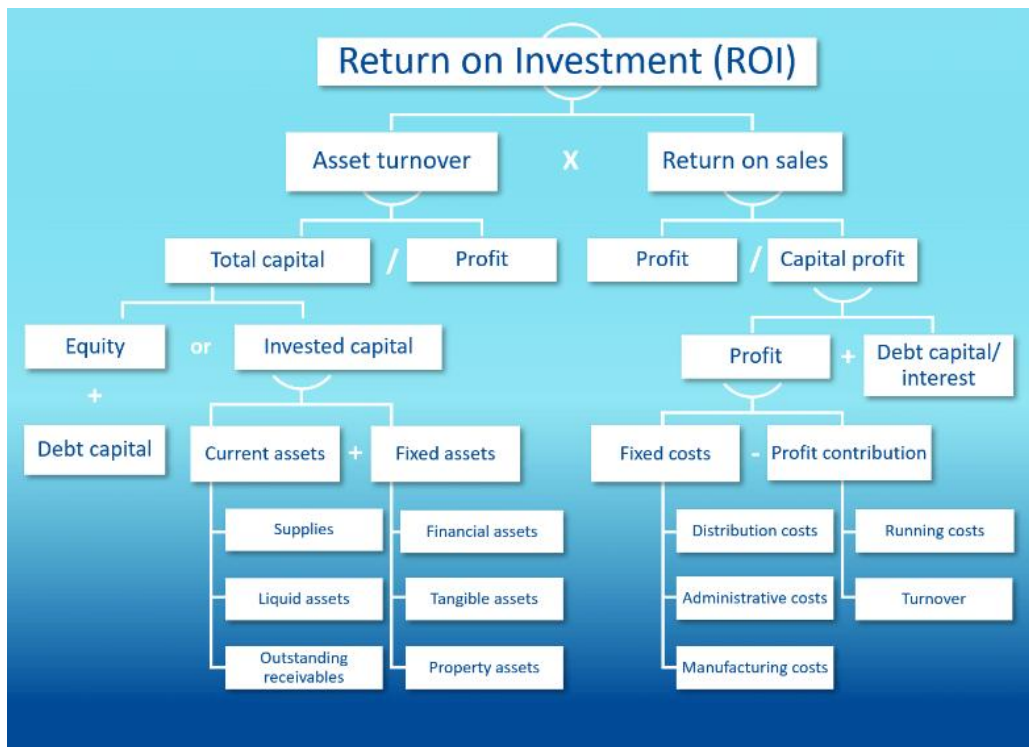 Return on Investment (ROI)
Asset turnover X Return on sales
Total capital / Profit Profit / Capital profit
Equity or Invested capital Profit + Debt capital/
interest
+
Debt capital Current assets + Fixed assets Fixed costs - Profit contribution
Supplies Financial assets Distribution costs Running costs
Liquid assets Tangible assets Administrative costs Turnover
Outstanding
receivables Property assets Manufacturing costs